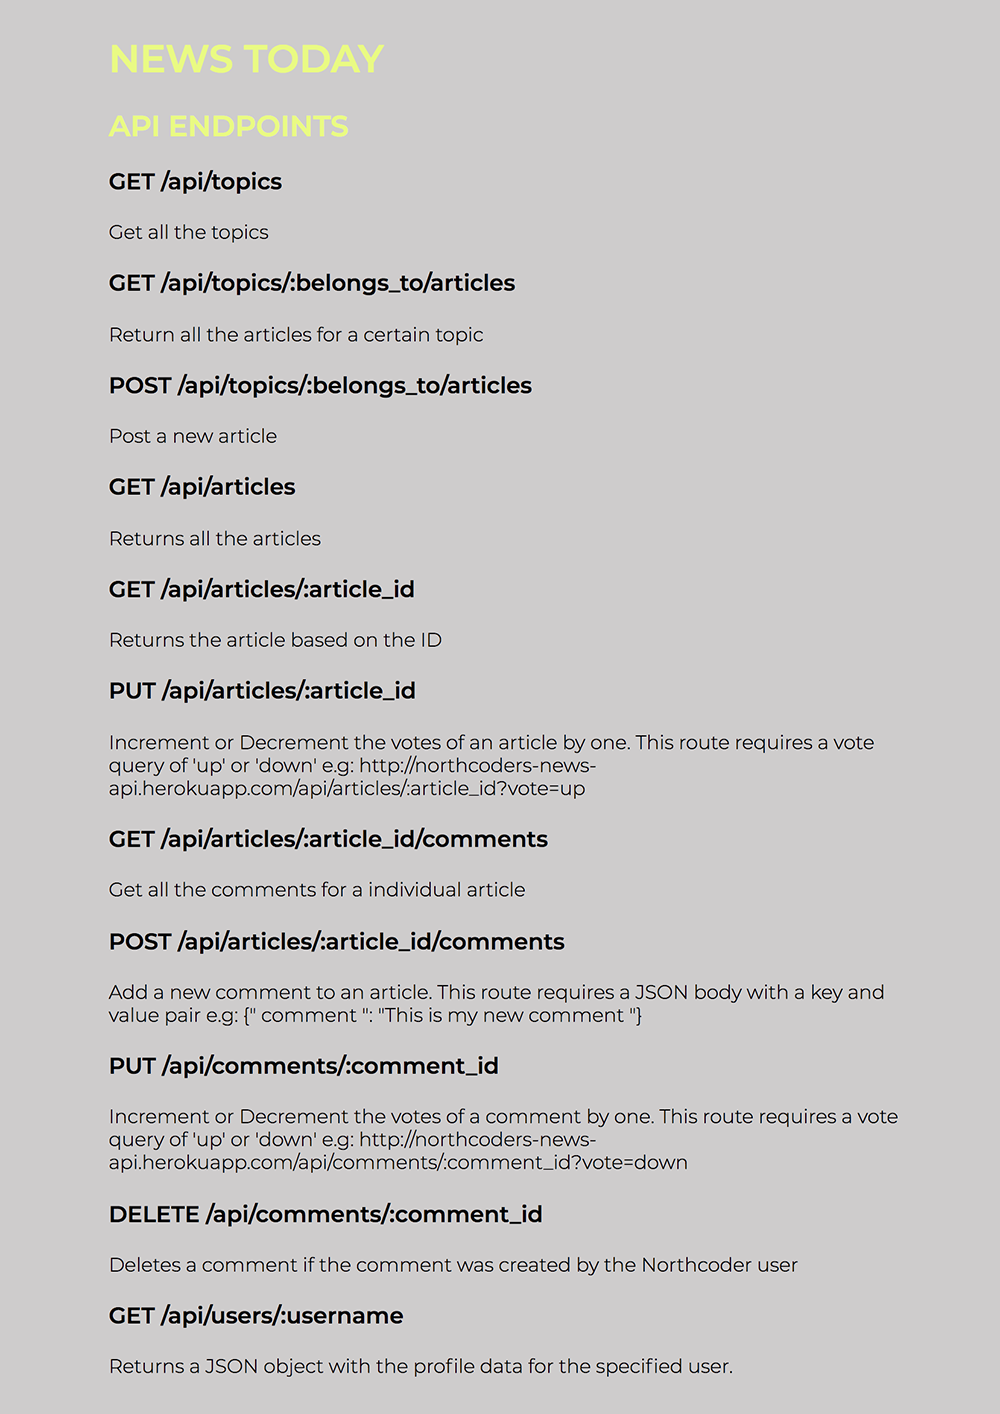 NEWS TODAY
API ENDPOINTS
GET /api/topics
Get all the topics
GET /api/topics/:belongs_to/articles
Return all the articles for a certain topic
POST /api/topics/:belongs_to/articles
Post a new article
GET /api/articles
Returns all the articles
GET /api/articles/:article_id
Returns the article based on the ID
PUT /api/articles/:article_id
Increment or Decrement the votes of an article by one. This route requires a vote
query of 'up' or 'down' e.g: http://northcoders-news-
api.herokuapp.com/api/articles/:article_id?vote=up
GET /api/articles/:article_id/comments
Get all the comments for a individual article
POST /api/articles/:article_id/comments
Add a new comment to an article. This route requires a JSON body with a key and
value pair e.g: {" comment ": "This is my new comment "}
PUT /api/comments/:comment_id
Increment or Decrement the votes of a comment by one. This route requires a vote
query of 'up' or 'down' e.g: http://northcoders-news-
api.herokuapp.com/api/comments/:comment_id?vote=down
DELETE /api/comments/:comment_id
Deletes a comment if the comment was created by the Northcoder user
GET /api/users/:username
Returns a JSON object with the profile data for the specified user.